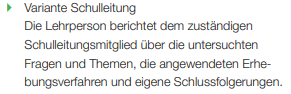 Variante Schulleitung
Die Lehrperson berichtet dem zuständigen
Schulleitungsmitglied über die untersuchten
Fragen und Themen, die angewendeten Erhe-
bungsverfahren und eigene Schlussfolgerungen.